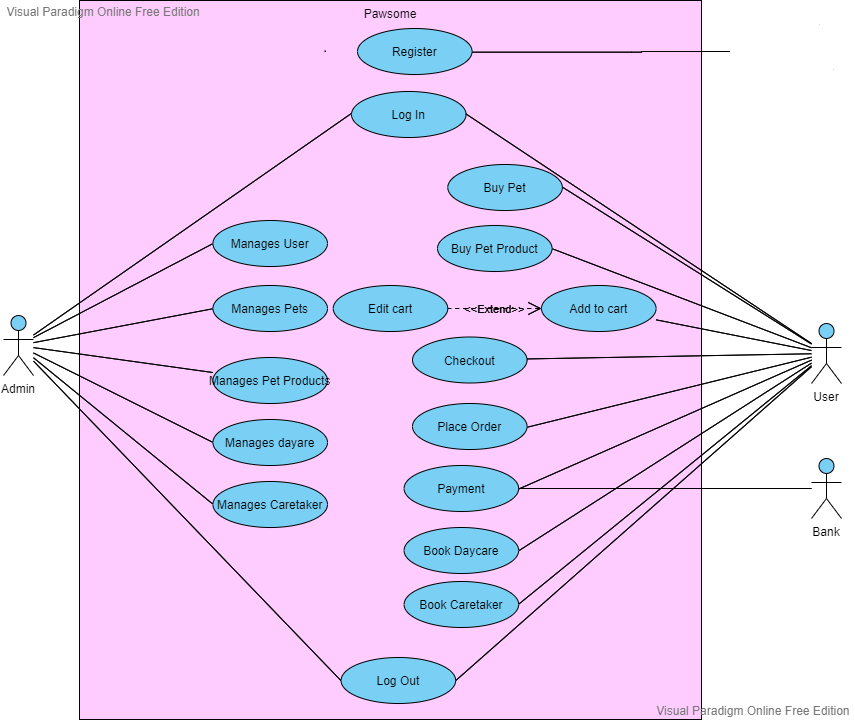 Visual Paradigm Online Free Edition
Pawsome
Register
Log In
Buy Pet
Manages User
Buy Pet Product
Manages Pets
Edit cart
<<Extend>>
Add to cart
Checkout
Manages Pet Products
Admin
User
Place Order
Manages dayare
Payment
Manages Caretaker
Bank
Book Daycare
Book Caretaker
Log Out
Visual Paradigm Online Free Edition